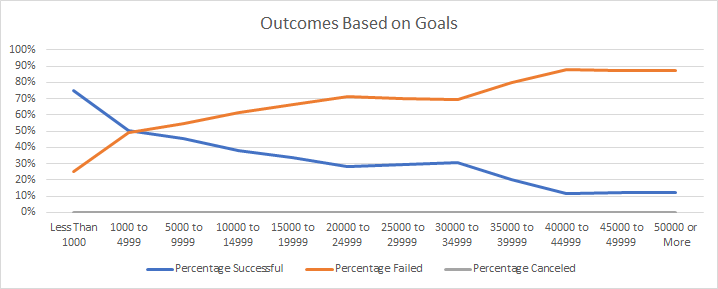 Outcomes Based on Goals
100%
90%
80%
70%
60%
50%
40%
30%
20%
10%
0%
Less Than 1000 to 5000 to 10000 to 15000 to 20000 to 25000 to 30000 to 35000 to 40000 to 45000 to 50000 or
1000 4999 9999 14999 19999 24999 29999 34999 39999 44999 49999 More
Percentage Successful Percentage Failed Percentage Canceled